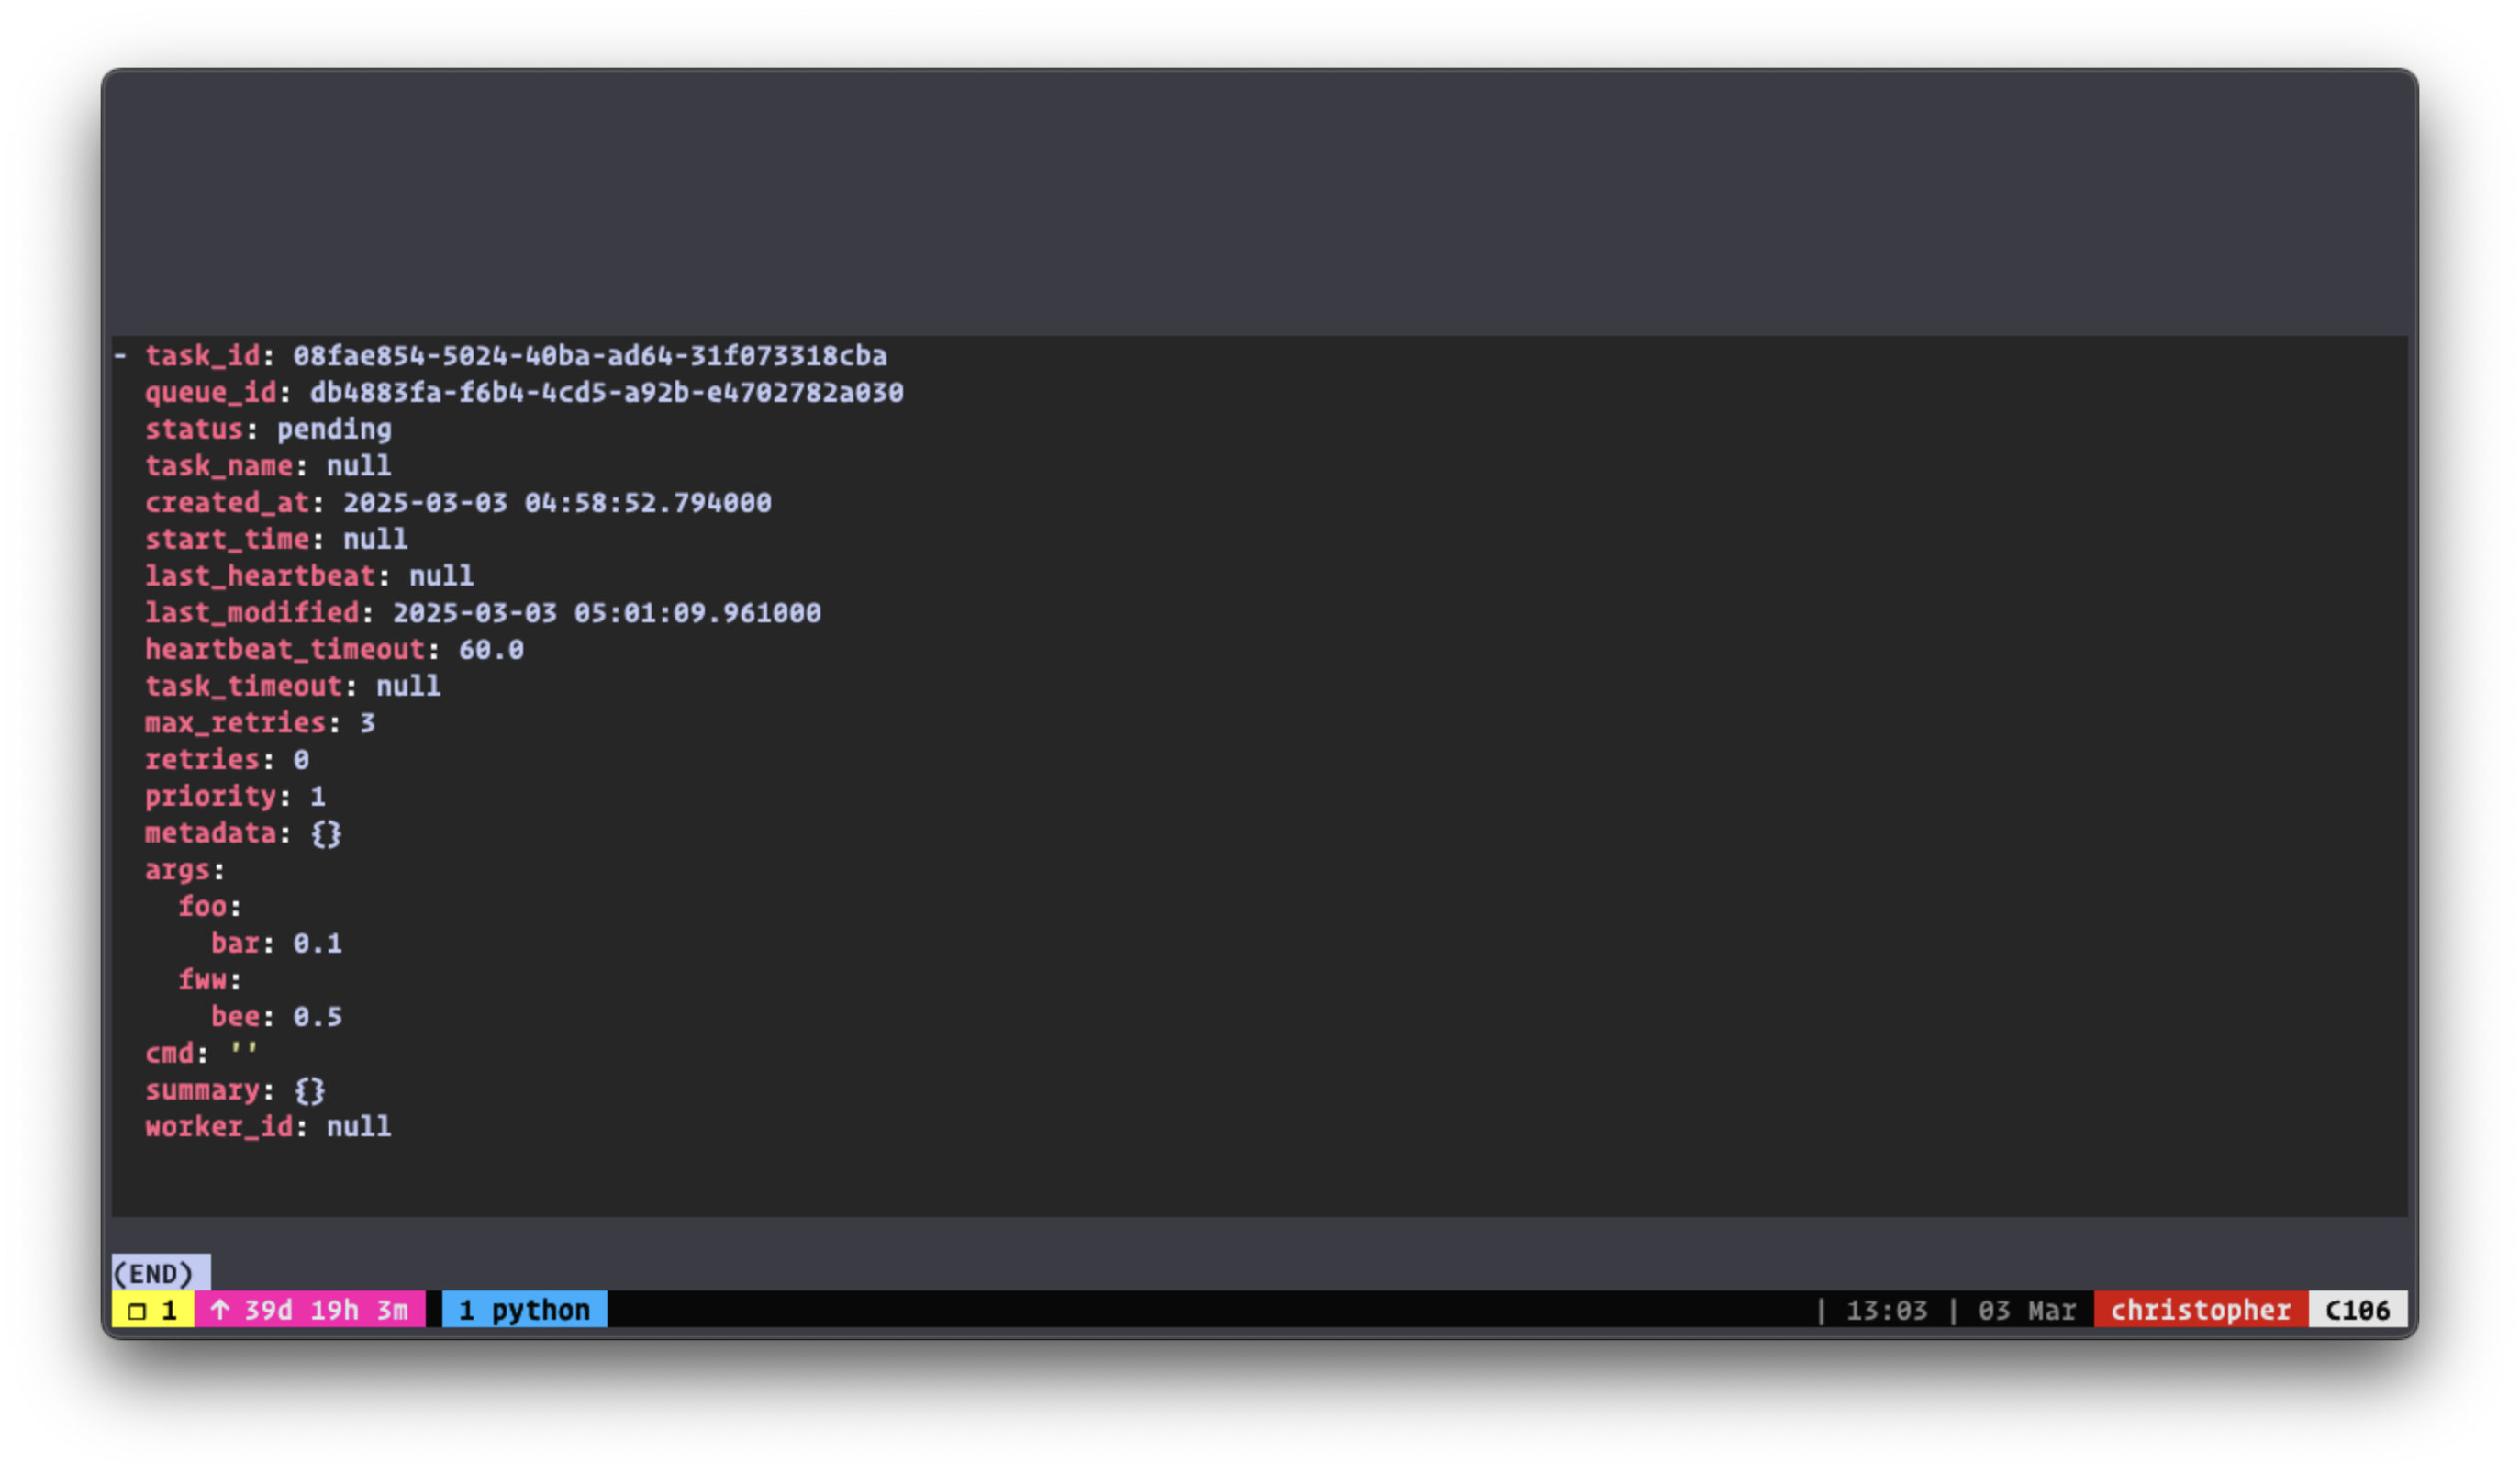 - task_id: 08fae854-5024-40ba-ad64-31f073318cba
  queue_id: db4883fa-f6b4-4cd5-a92b-e4702782a030
  status: pending
  task_name: null
  created_at: 2025-03-03 04:58:52.794000
  start_time: null
  last_heartbeat: null
  last_modified: 2025-03-03 05:01:09.961000
  heartbeat_timeout: 60.0
  task_timeout: null
  max_retries: 3
  retries: 0
  priority: 1
  metadata: {}
  args:
    foo:
      bar: 0.1
    fww:
      bee: 0.5
  cmd: ''
  summary: {}
  worker_id: null
(END)
❐ 1 ↑ 39d 19h 3m 1 python | 13:03 | 03 Mar christopher C106